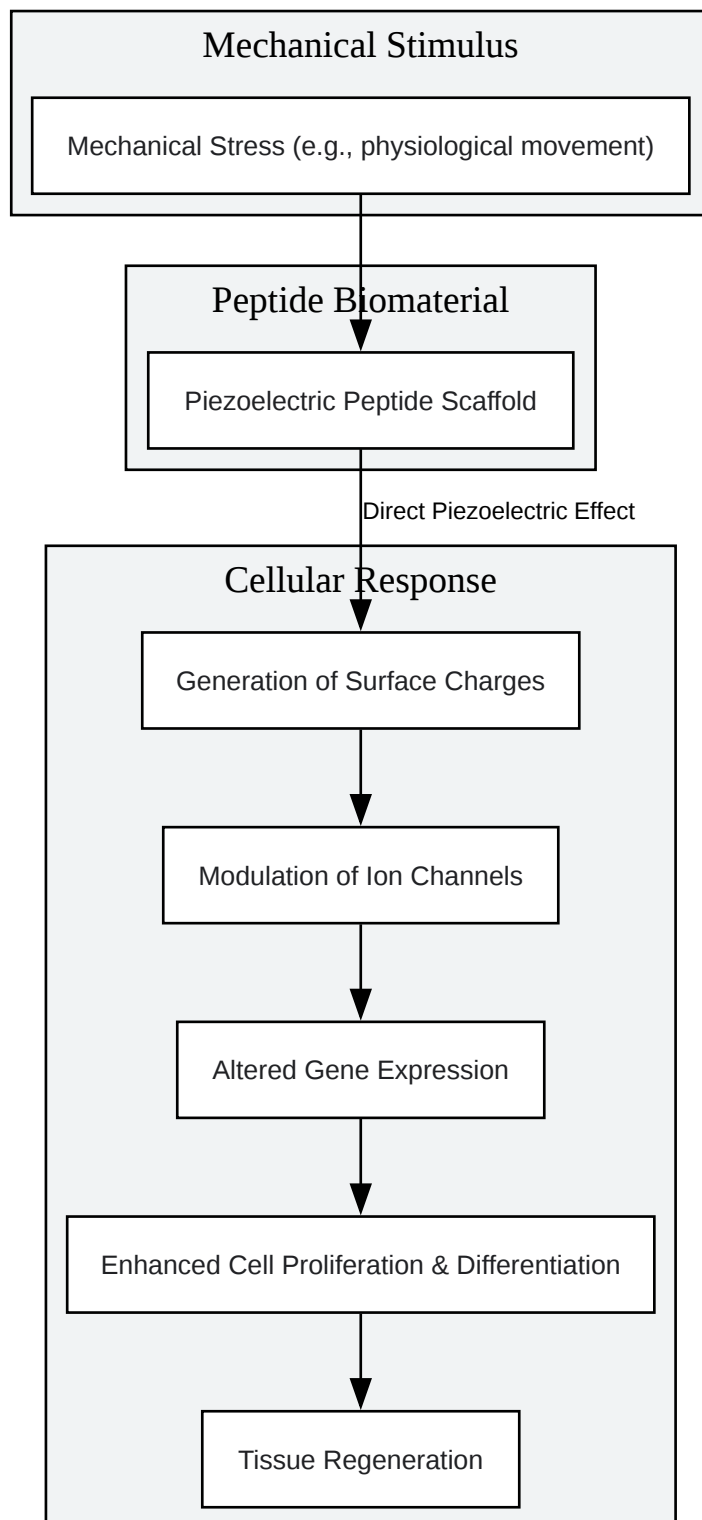 Mechanical Stimulus
Mechanical Stress (e.g., physiological movement)
Peptide Biomaterial
Piezoelectric Peptide Scaffold
Direct Piezoelectric Effect
Cellular Response
Generation of Surface Charges
Modulation of Ion Channels
Altered Gene Expression
Enhanced Cell Proliferation & Differentiation
Tissue Regeneration